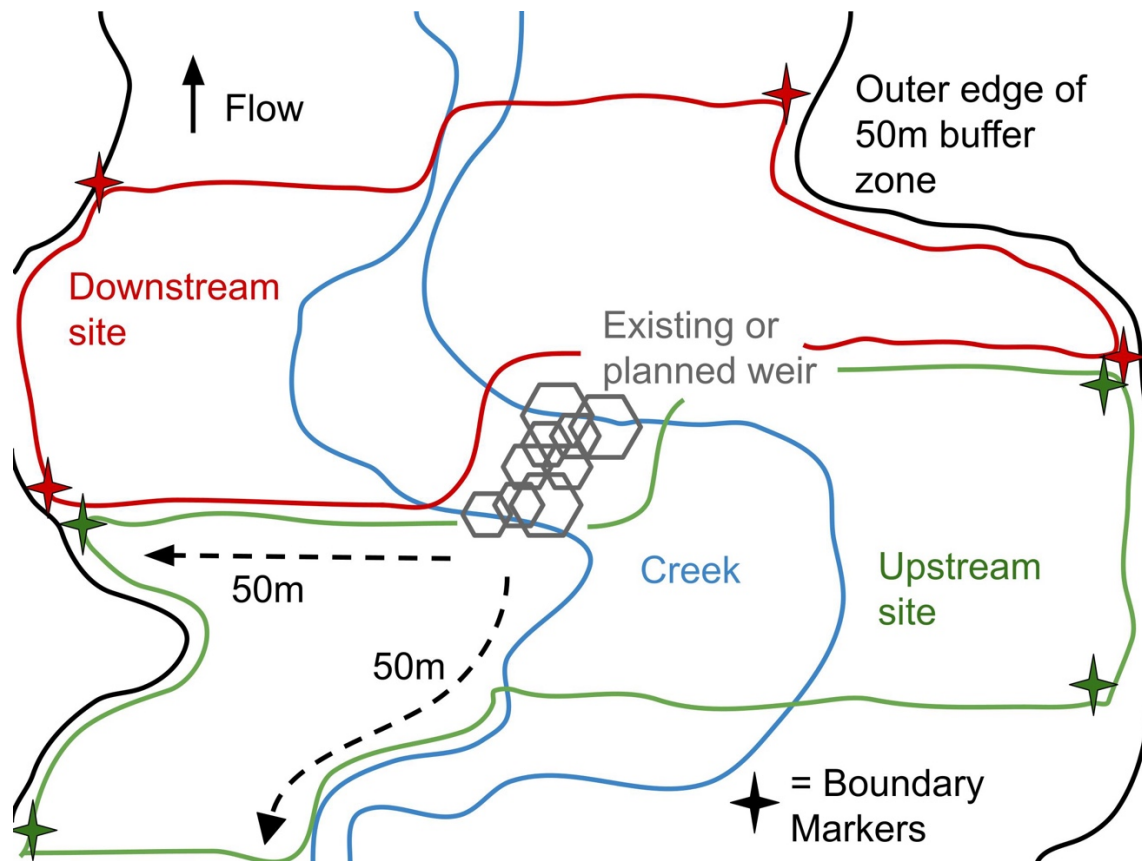 Flow
Outer edge of
50m buffer
zone
Downstream
site
Existing or
planned weir
50m
Creek
Upstream
site
50m
= Boundary
Markers